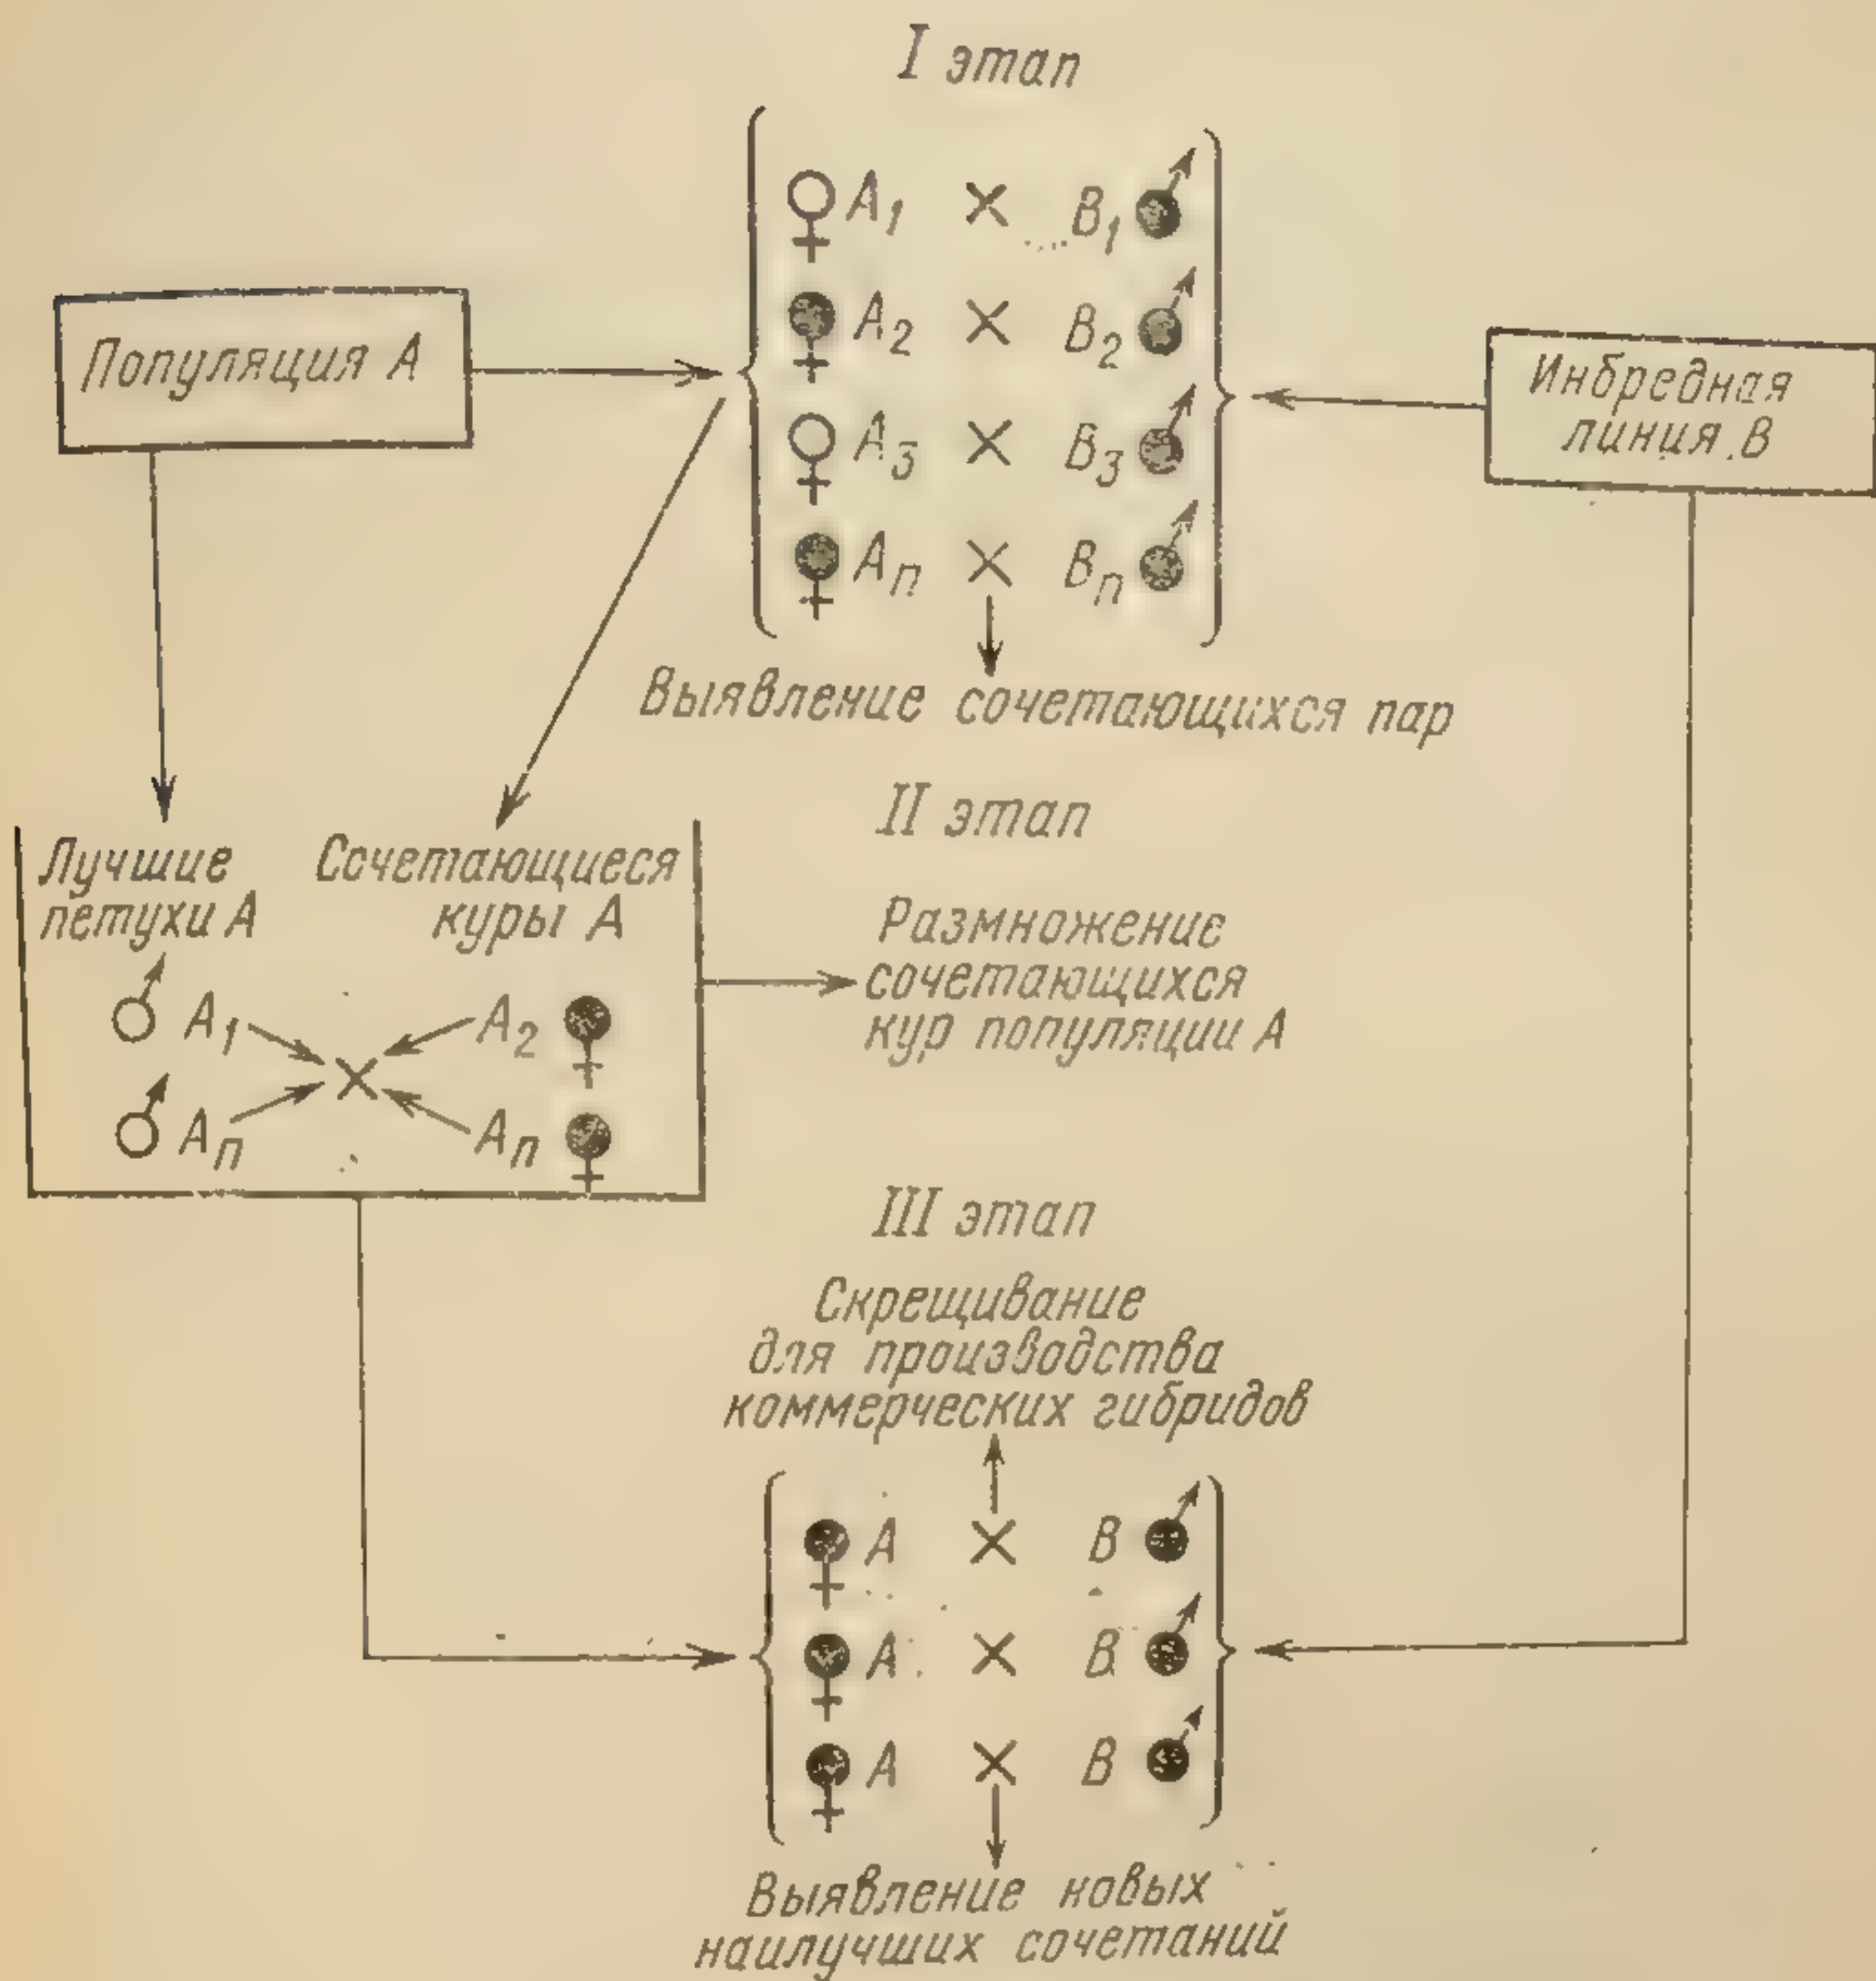 I этап
♀ A₁ × B₁ ♂
♀ A₂ × B₂ ♂
♀ A₃ × B₃ ♂
♀ Aₙ × Bₙ ♂
Популяция A
Инбредная
линия B
Выявление сочетающихся пар
II этап
Лучшие
петухи A
Сочетающиеся
куры A
♂ A₁
♂ Aₙ
×
A₂ ♀
Aₙ ♀
Размножение
сочетающихся
кур популяции A
III этап
Скрещивание
для производства
коммерческих гибридов
♀ A × B ♂
♀ A × B ♂
♀ A × B ♂
Выявление новых
наилучших сочетаний